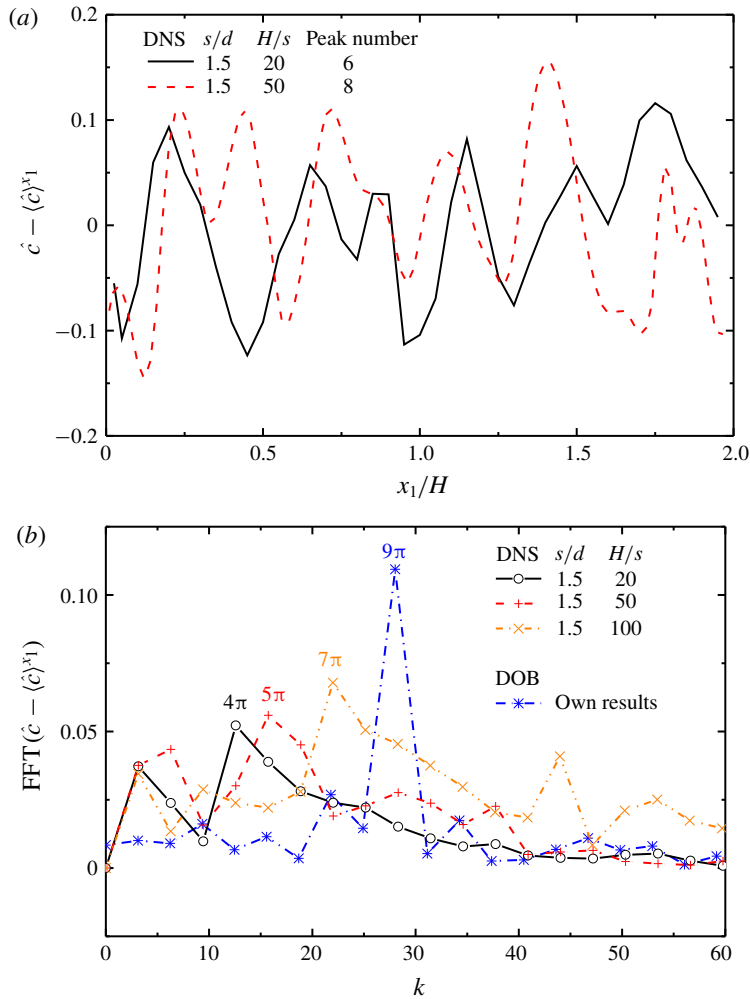 (a)
0.2
0.1
0
−0.1
−0.2
ĉ − ⟨ĉ⟩^x₁
DNS s/d H/s Peak number
1.5 20 6
1.5 50 8
0 0.5 1.0 1.5 2.0
x₁/H
(b)
0.10
0.05
0
FFT(ĉ − ⟨ĉ⟩^x₁)
4π
5π
7π
9π
DNS s/d H/s
1.5 20
1.5 50
1.5 100
DOB
Own results
0 10 20 30 40 50 60
k